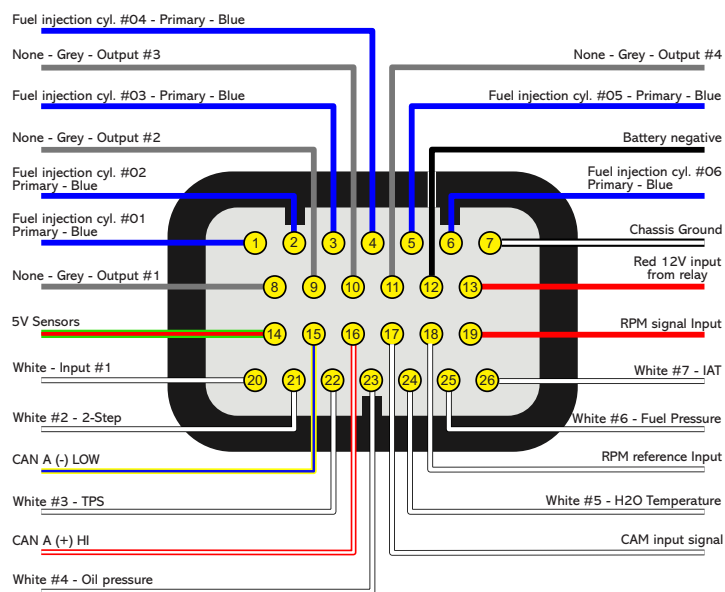 Fuel injection cyl. #04 - Primary - Blue
None - Grey - Output #3
None - Grey - Output #4
Fuel injection cyl. #03 - Primary - Blue
Fuel injection cyl. #05 - Primary - Blue
None - Grey - Output #2
Battery negative
Fuel injection cyl. #02
Primary - Blue
Fuel injection cyl. #06
Primary - Blue
Fuel injection cyl. #01
Primary - Blue
Chassis Ground
1 2 3 4 5 6 7
None - Grey - Output #1
Red 12V input
from relay
8 9 10 11 12 13
5V Sensors
RPM signal Input
14 15 16 17 18 19
White - Input #1
White #7 - IAT
20 21 22 23 24 25 26
White #2 - 2-Step
White #6 - Fuel Pressure
CAN A (-) LOW
RPM reference Input
White #3 - TPS
White #5 - H2O Temperature
CAN A (+) HI
CAM input signal
White #4 - Oil pressure